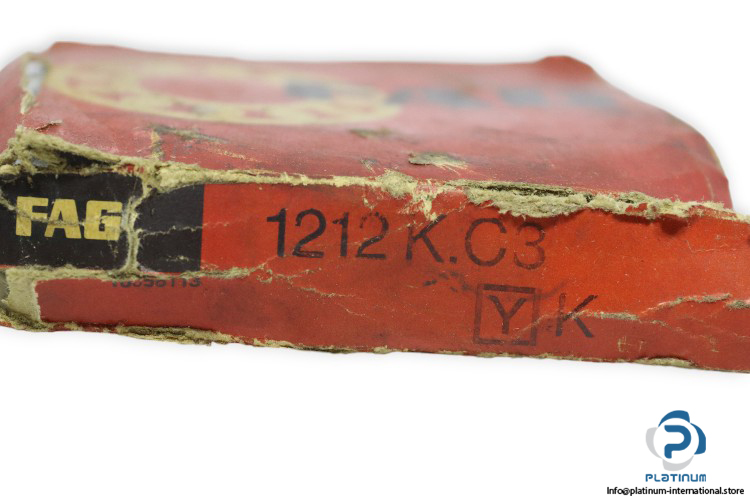 FAG
1212 K.C3
Y K
PLATINUM
Info@platinum-international.store